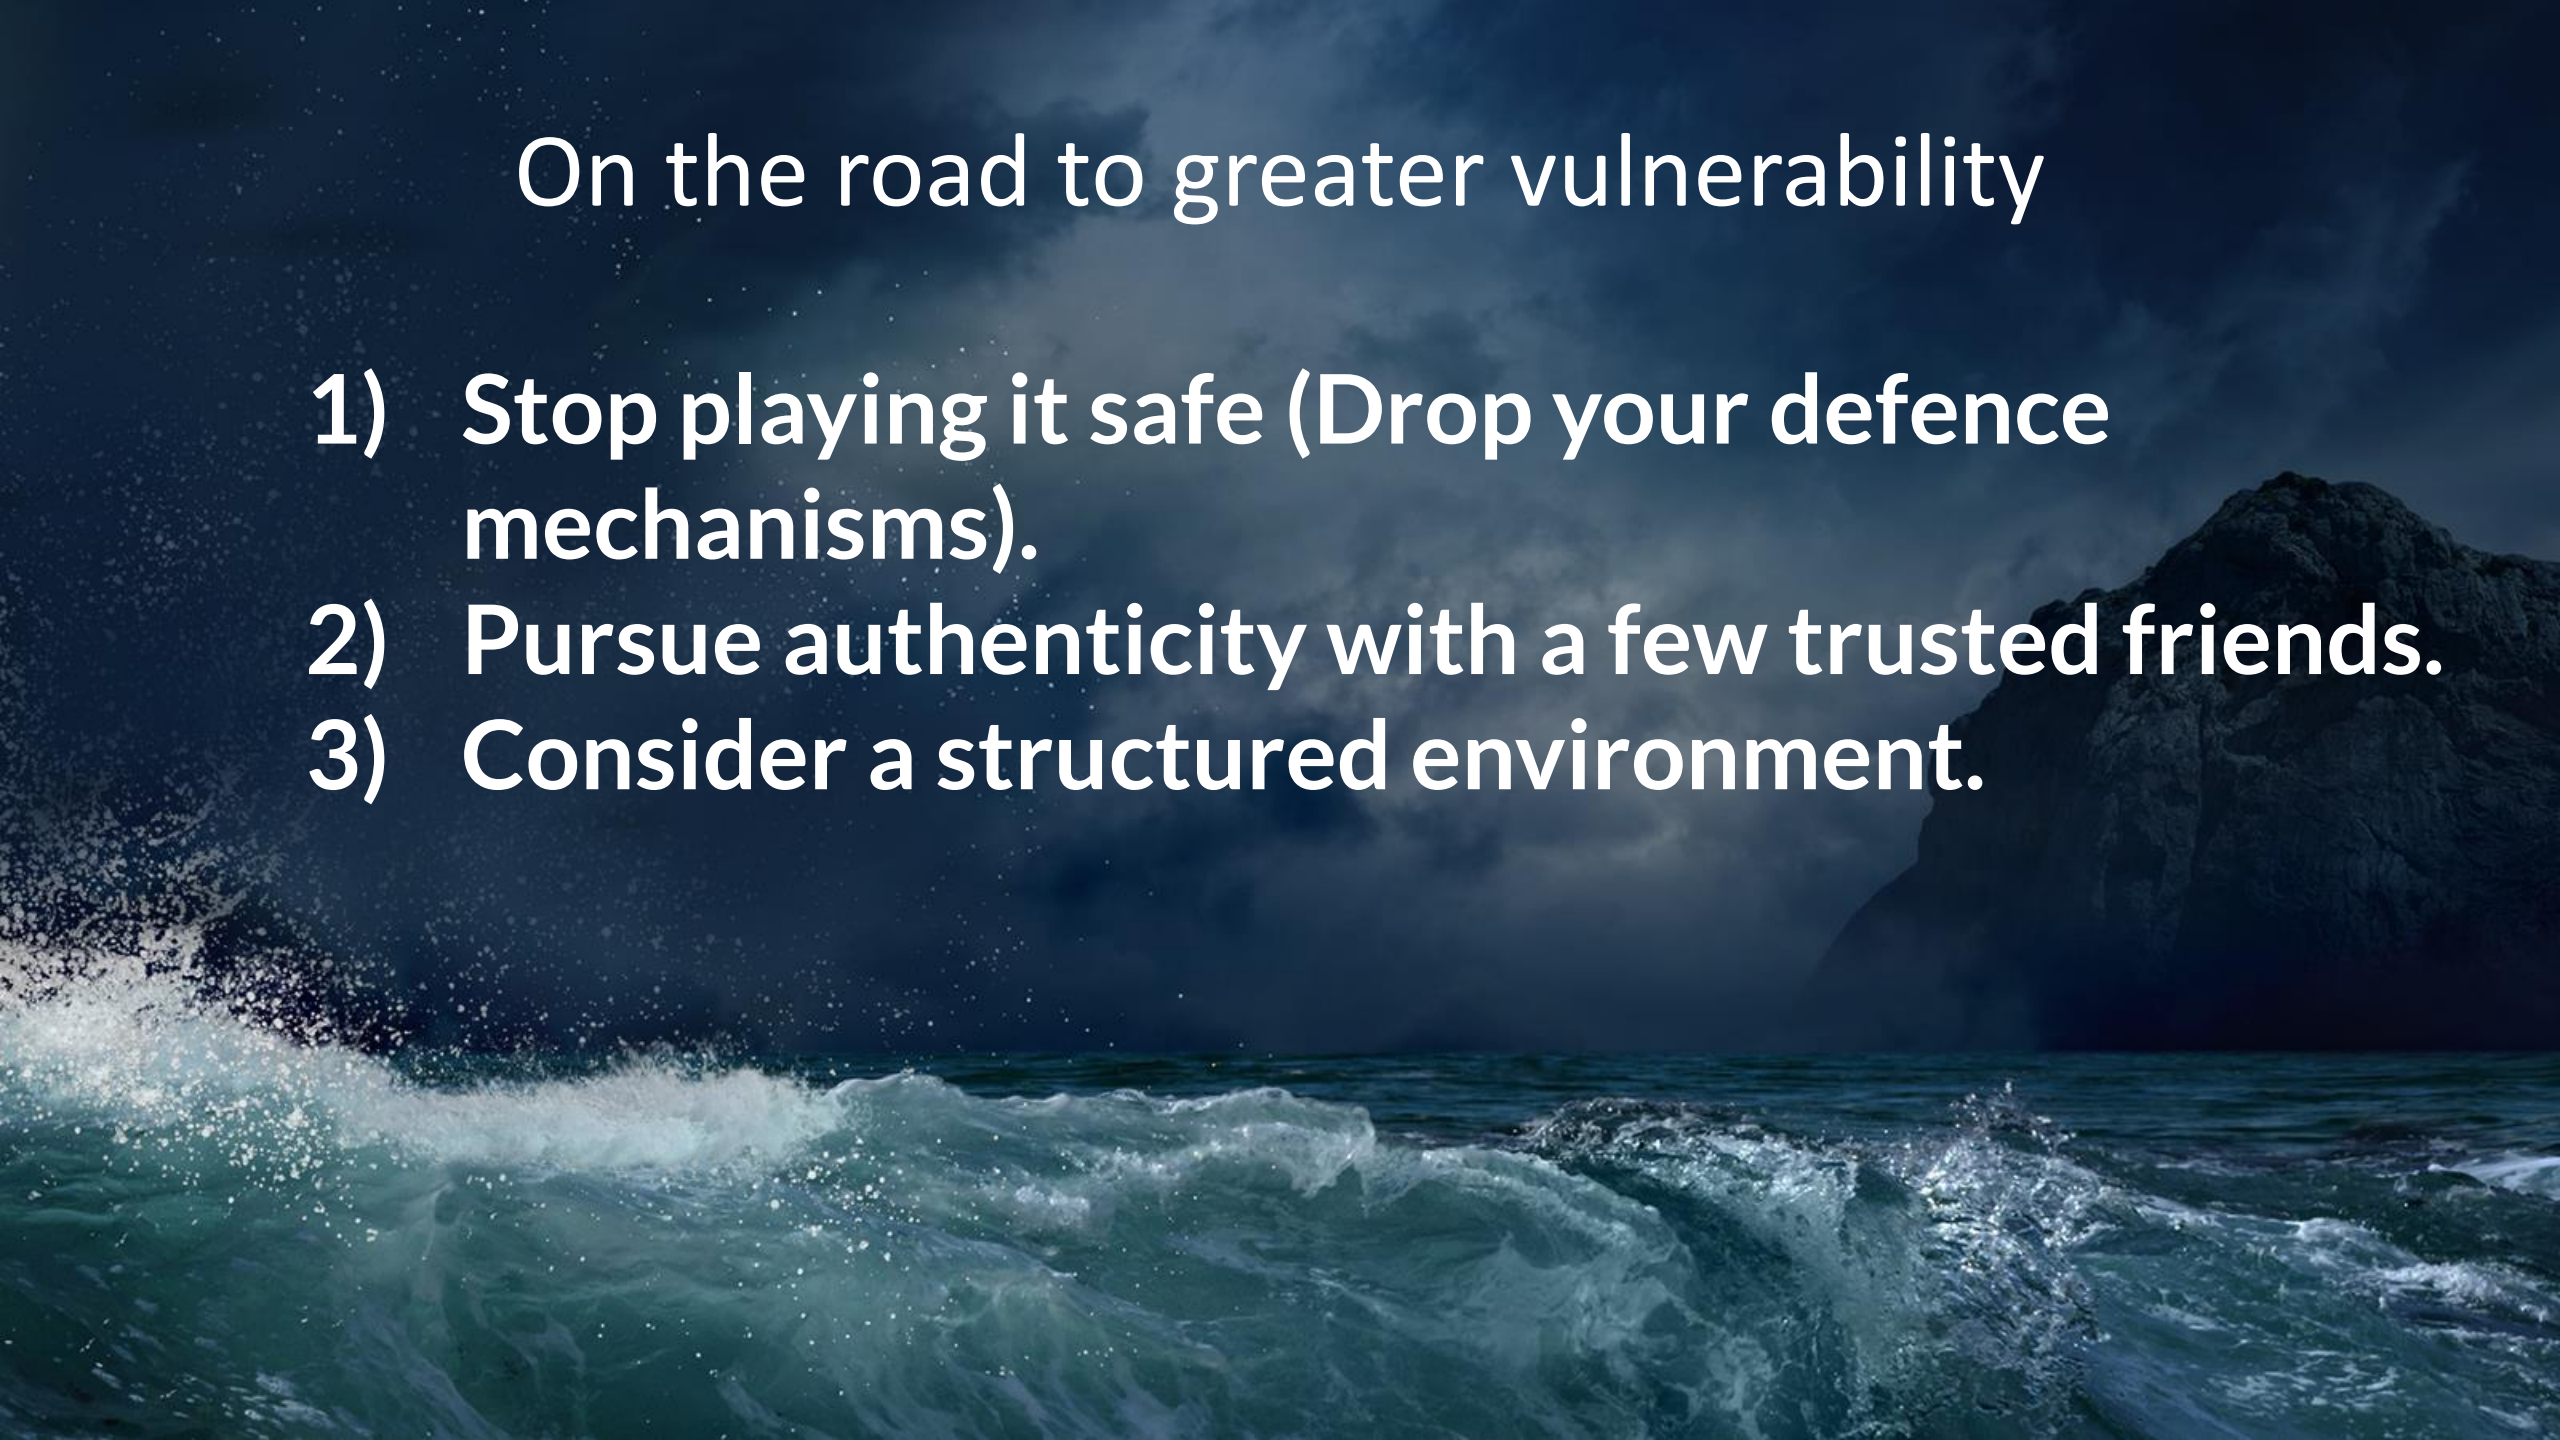 On the road to greater vulnerability
1) Stop playing it safe (Drop your defence
mechanisms).
2) Pursue authenticity with a few trusted friends.
3) Consider a structured environment.